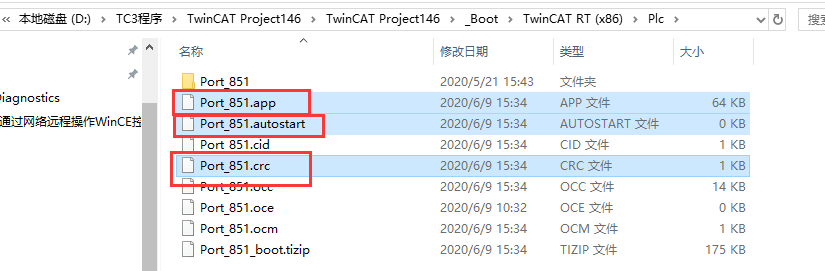 本地磁盘 (D:) > TC3程序 > TwinCAT Project146 > TwinCAT Project146 > _Boot > TwinCAT RT (x86) > Plc > 搜索
名称 修改日期 类型 大小
Port_851 2020/5/21 15:43 文件夹
Port_851.app 2020/6/9 15:34 APP 文件 64 KB
Diagnostics Port_851.autostart 2020/6/9 15:34 AUTOSTART 文件 0 KB
通过网络远程操作WinCE控 Port_851.cid 2020/6/9 15:34 CID 文件 1 KB
Port_851.crc 2020/6/9 15:34 CRC 文件 1 KB
Port_851.occ 2020/6/9 15:34 OCC 文件 14 KB
Port_851.oce 2020/6/9 10:32 OCE 文件 0 KB
Port_851.ocm 2020/6/9 15:34 OCM 文件 1 KB
Port_851_boot.tizip 2020/6/9 15:34 TIZIP 文件 175 KB